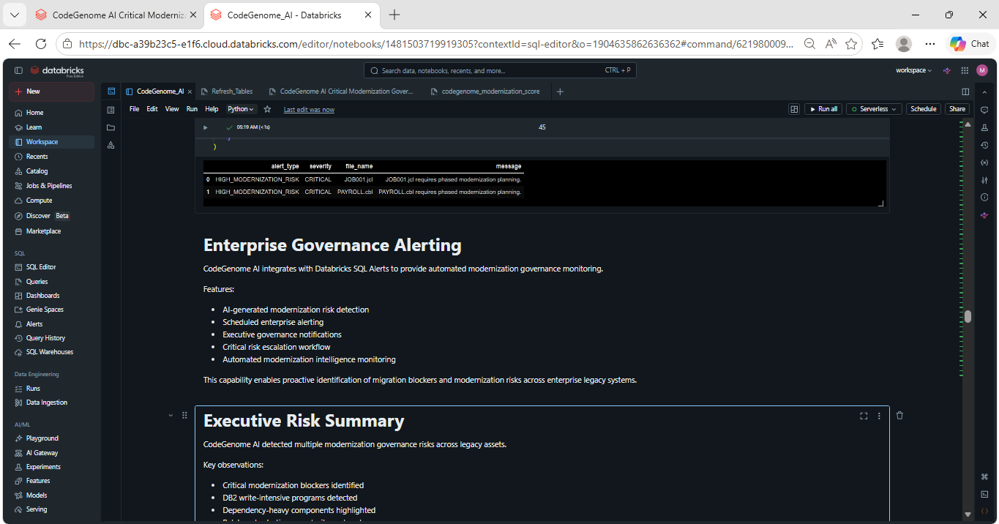 CodeGenome AI Critical Moderniz
CodeGenome_AI - Databricks
https://dbc-a39b23c5-e1f6.cloud.databricks.com/editor/notebooks/1481503719919305?contextId=sql-editor&o=1904635862636362#command/621980009...
Chat
databricks
Free Edition
Search data, notebooks, recents, and more...
CTRL + P
workspace
M
New
Home
Learn
Workspace
Recents
Catalog
Jobs & Pipelines
Compute
Discover Beta
Marketplace
SQL
SQL Editor
Queries
Dashboards
Genie Spaces
Alerts
Query History
SQL Warehouses
Data Engineering
Runs
Data Ingestion
AI/ML
Playground
AI Gateway
Experiments
Features
Models
Serving
CodeGenome_AI
Refresh_Tables
CodeGenome AI Critical Modernization Gover...
codegenome_modernization_score
File Edit View Run Help Python Last edit was now
Run all Serverless Schedule Share
05:19 AM (<1s) 45
)
alert_type severity file_name message
0 HIGH_MODERNIZATION_RISK CRITICAL JOB001.jcl JOB001.jcl requires phased modernization planning.
1 HIGH_MODERNIZATION_RISK CRITICAL PAYROLL.cbl PAYROLL.cbl requires phased modernization planning.
Enterprise Governance Alerting
CodeGenome AI integrates with Databricks SQL Alerts to provide automated modernization governance monitoring.
Features:
• AI-generated modernization risk detection
• Scheduled enterprise alerting
• Executive governance notifications
• Critical risk escalation workflow
• Automated modernization intelligence monitoring
This capability enables proactive identification of migration blockers and modernization risks across enterprise legacy systems.
Executive Risk Summary
CodeGenome AI detected multiple modernization governance risks across legacy assets.
Key observations:
• Critical modernization blockers identified
• DB2 write-intensive programs detected
• Dependency-heavy components highlighted